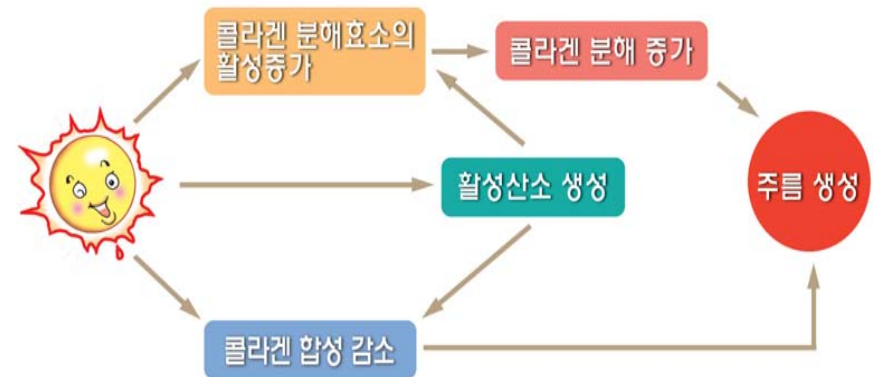 콜라겐 분해효소의
활성증가
콜라겐 분해 증가
활성산소 생성
주름 생성
콜라겐 합성 감소